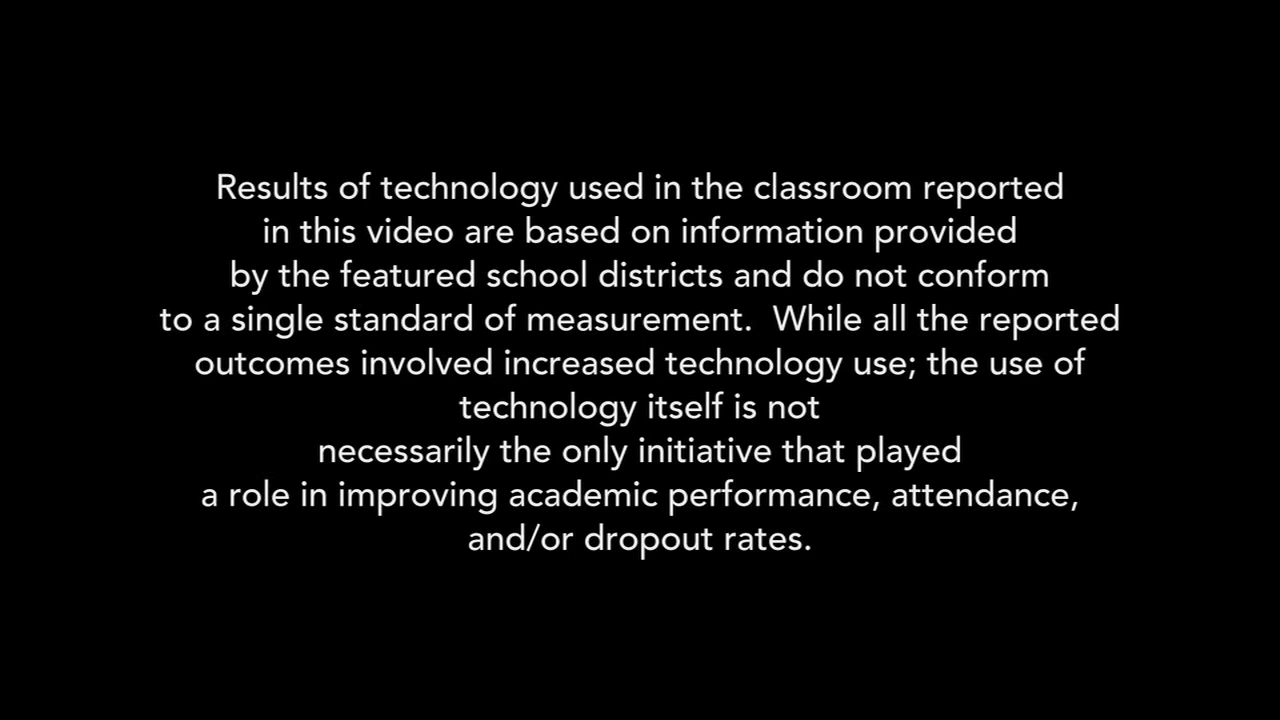 Results of technology used in the classroom reported
in this video are based on information provided
by the featured school districts and do not conform
to a single standard of measurement.  While all the reported
outcomes involved increased technology use; the use of
technology itself is not
necessarily the only initiative that played
a role in improving academic performance, attendance,
and/or dropout rates.